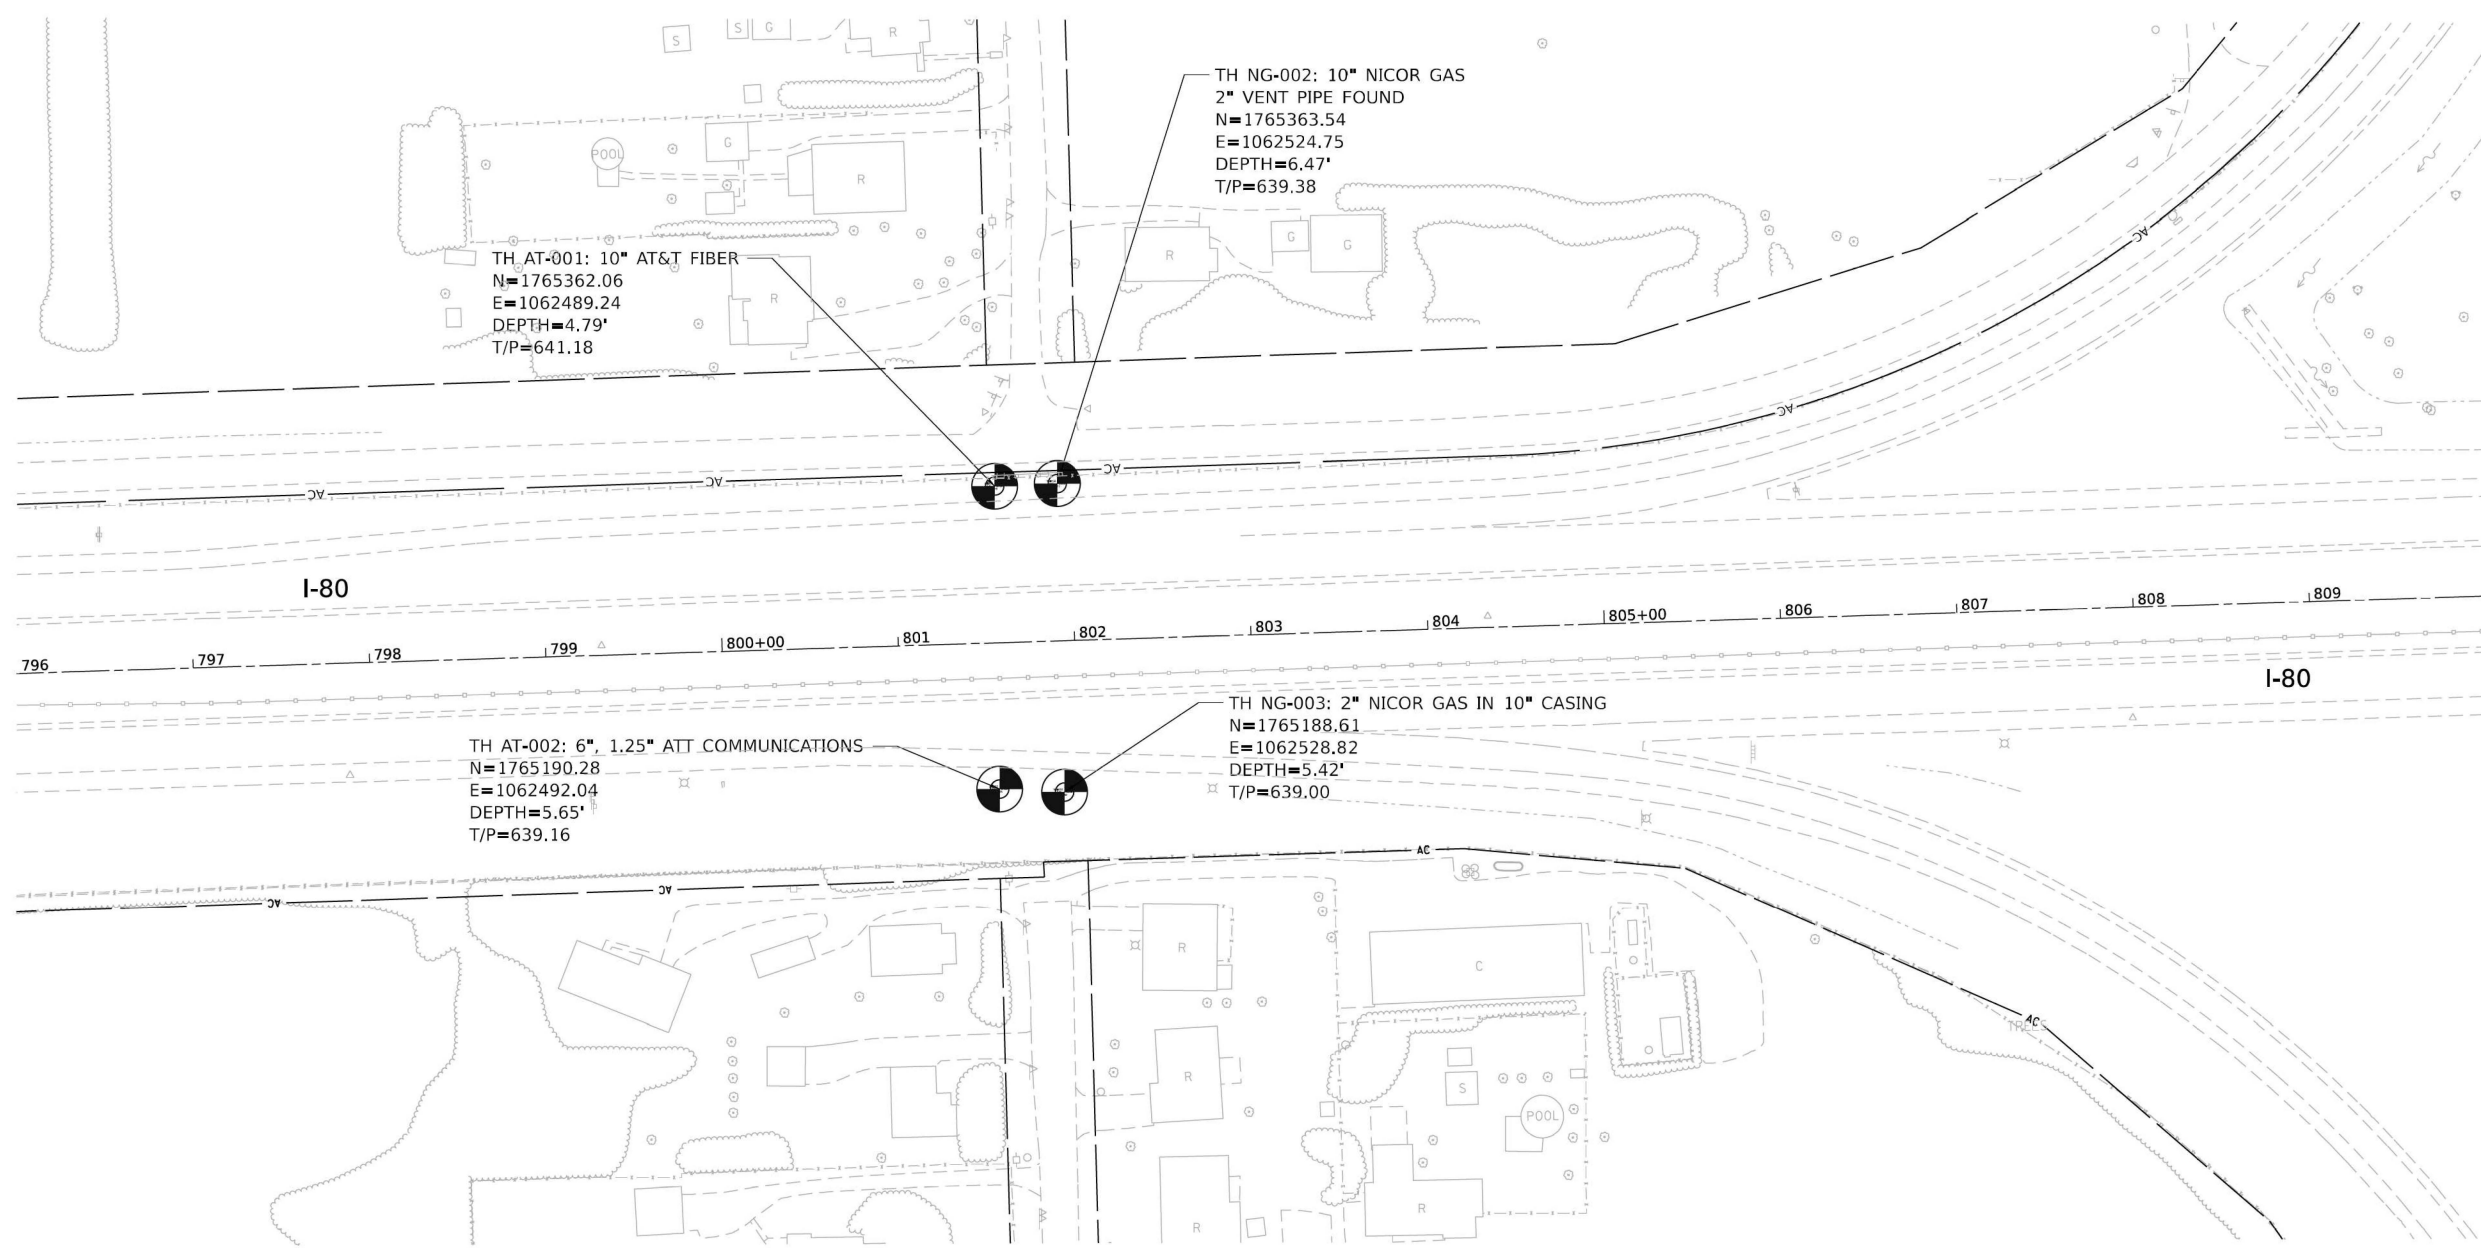 S
S
G
R
TH NG-002: 10" NICOR GAS
2" VENT PIPE FOUND
N=1765363.54
E=1062524.75
DEPTH=6.47'
T/P=639.38
G
POOL
R
R
G
G
AC
TH AT-001: 10" AT&T FIBER
N=1765362.06
E=1062489.24
DEPTH=4.79'
T/P=641.18
R
AC
AC
AC
AC
I-80
796
797
798
799
800+00
801
802
803
804
805+00
806
807
808
809
I-80
TH NG-003: 2" NICOR GAS IN 10" CASING
N=1765188.61
E=1062528.82
DEPTH=5.42'
T/P=639.00
TH AT-002: 6", 1.25" ATT COMMUNICATIONS
N=1765190.28
E=1062492.04
DEPTH=5.65'
T/P=639.16
AC
AC
AC
R
C
AC
TREES
R
S
POOL
R
R